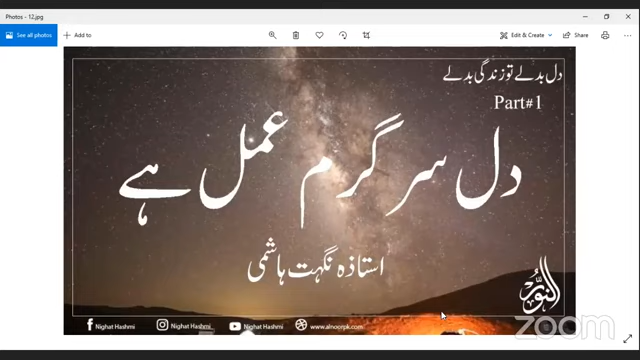 Photos - 12.jpg
See all photos
Add to
Edit & Create
Share
دل بدلے تو زندگی بدلے
Part#1
دل سرگرم عمل ہے
استاذہ نگہت ہاشمی
النور
Nighat Hashmi
Nighat Hashmi
Nighat Hashmi
www.alnoorpk.com
zoom